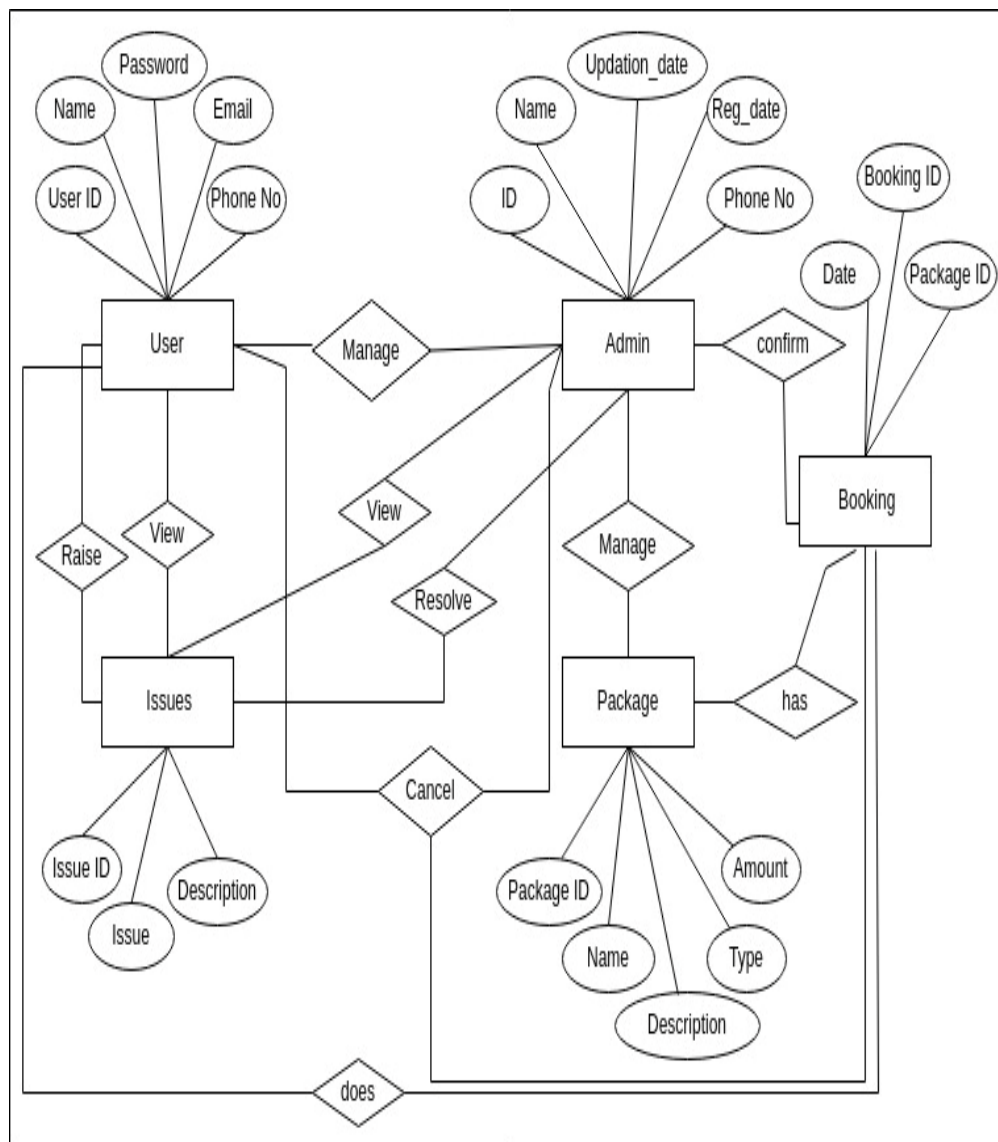 Password
Updation_date
Name
Email
Name
Reg_date
Booking ID
User ID
Phone No
ID
Phone No
Date
Package ID
User
Manage
Admin
confirm
Booking
View
View
Manage
Raise
Resolve
Issues
Package
has
Cancel
Issue ID
Description
Package ID
Amount
Issue
Name
Type
Description
does